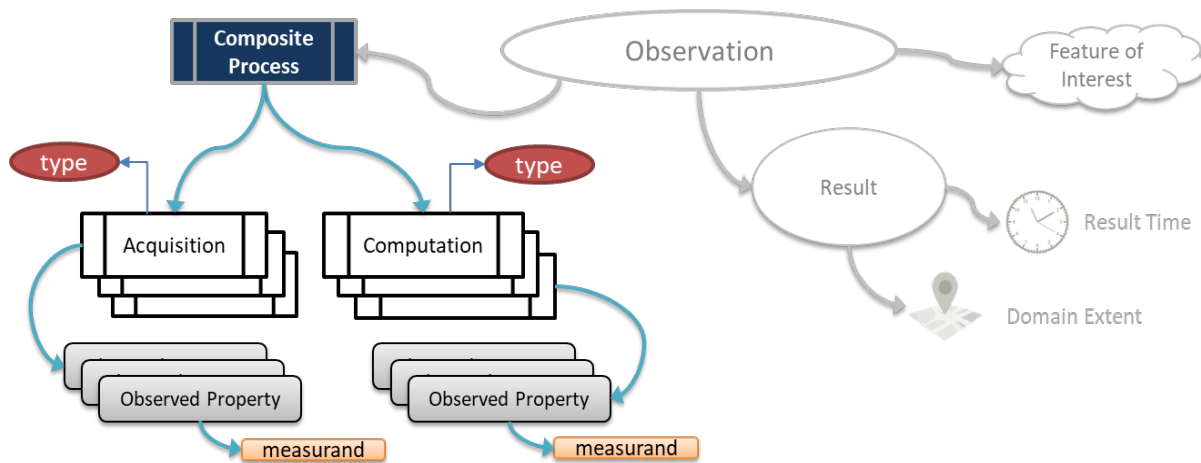 Composite
Process
Observation
Feature of
Interest
type
type
Acquisition
Computation
Result
Result Time
Domain Extent
Observed Property
Observed Property
measurand
measurand